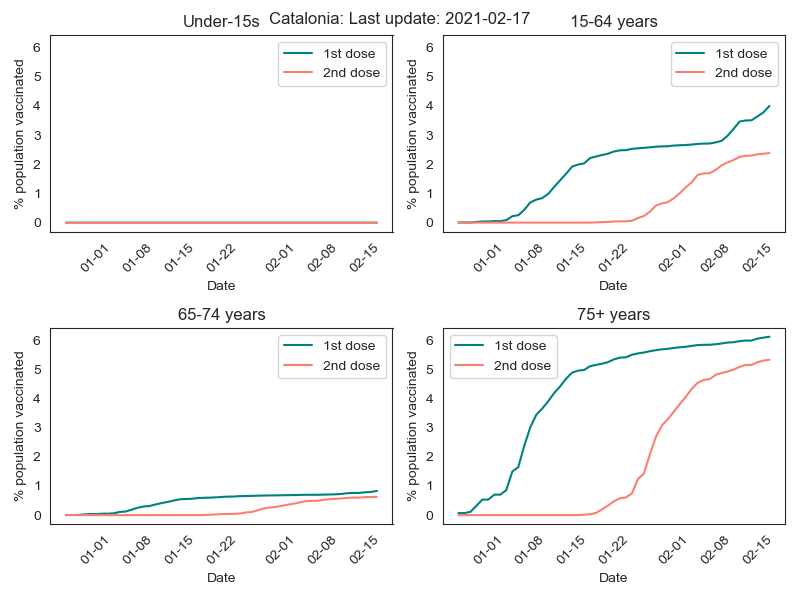 Catalonia: Last update: 2021-02-17
Under-15s
6
5
4
3
2
1
0
% population vaccinated
1st dose
2nd dose
01-01
01-08
01-15
01-22
02-01
02-08
02-15
Date
15-64 years
6
5
4
3
2
1
0
% population vaccinated
1st dose
2nd dose
01-01
01-08
01-15
01-22
02-01
02-08
02-15
Date
65-74 years
6
5
4
3
2
1
0
% population vaccinated
1st dose
2nd dose
01-01
01-08
01-15
01-22
02-01
02-08
02-15
Date
75+ years
6
5
4
3
2
1
0
% population vaccinated
1st dose
2nd dose
01-01
01-08
01-15
01-22
02-01
02-08
02-15
Date